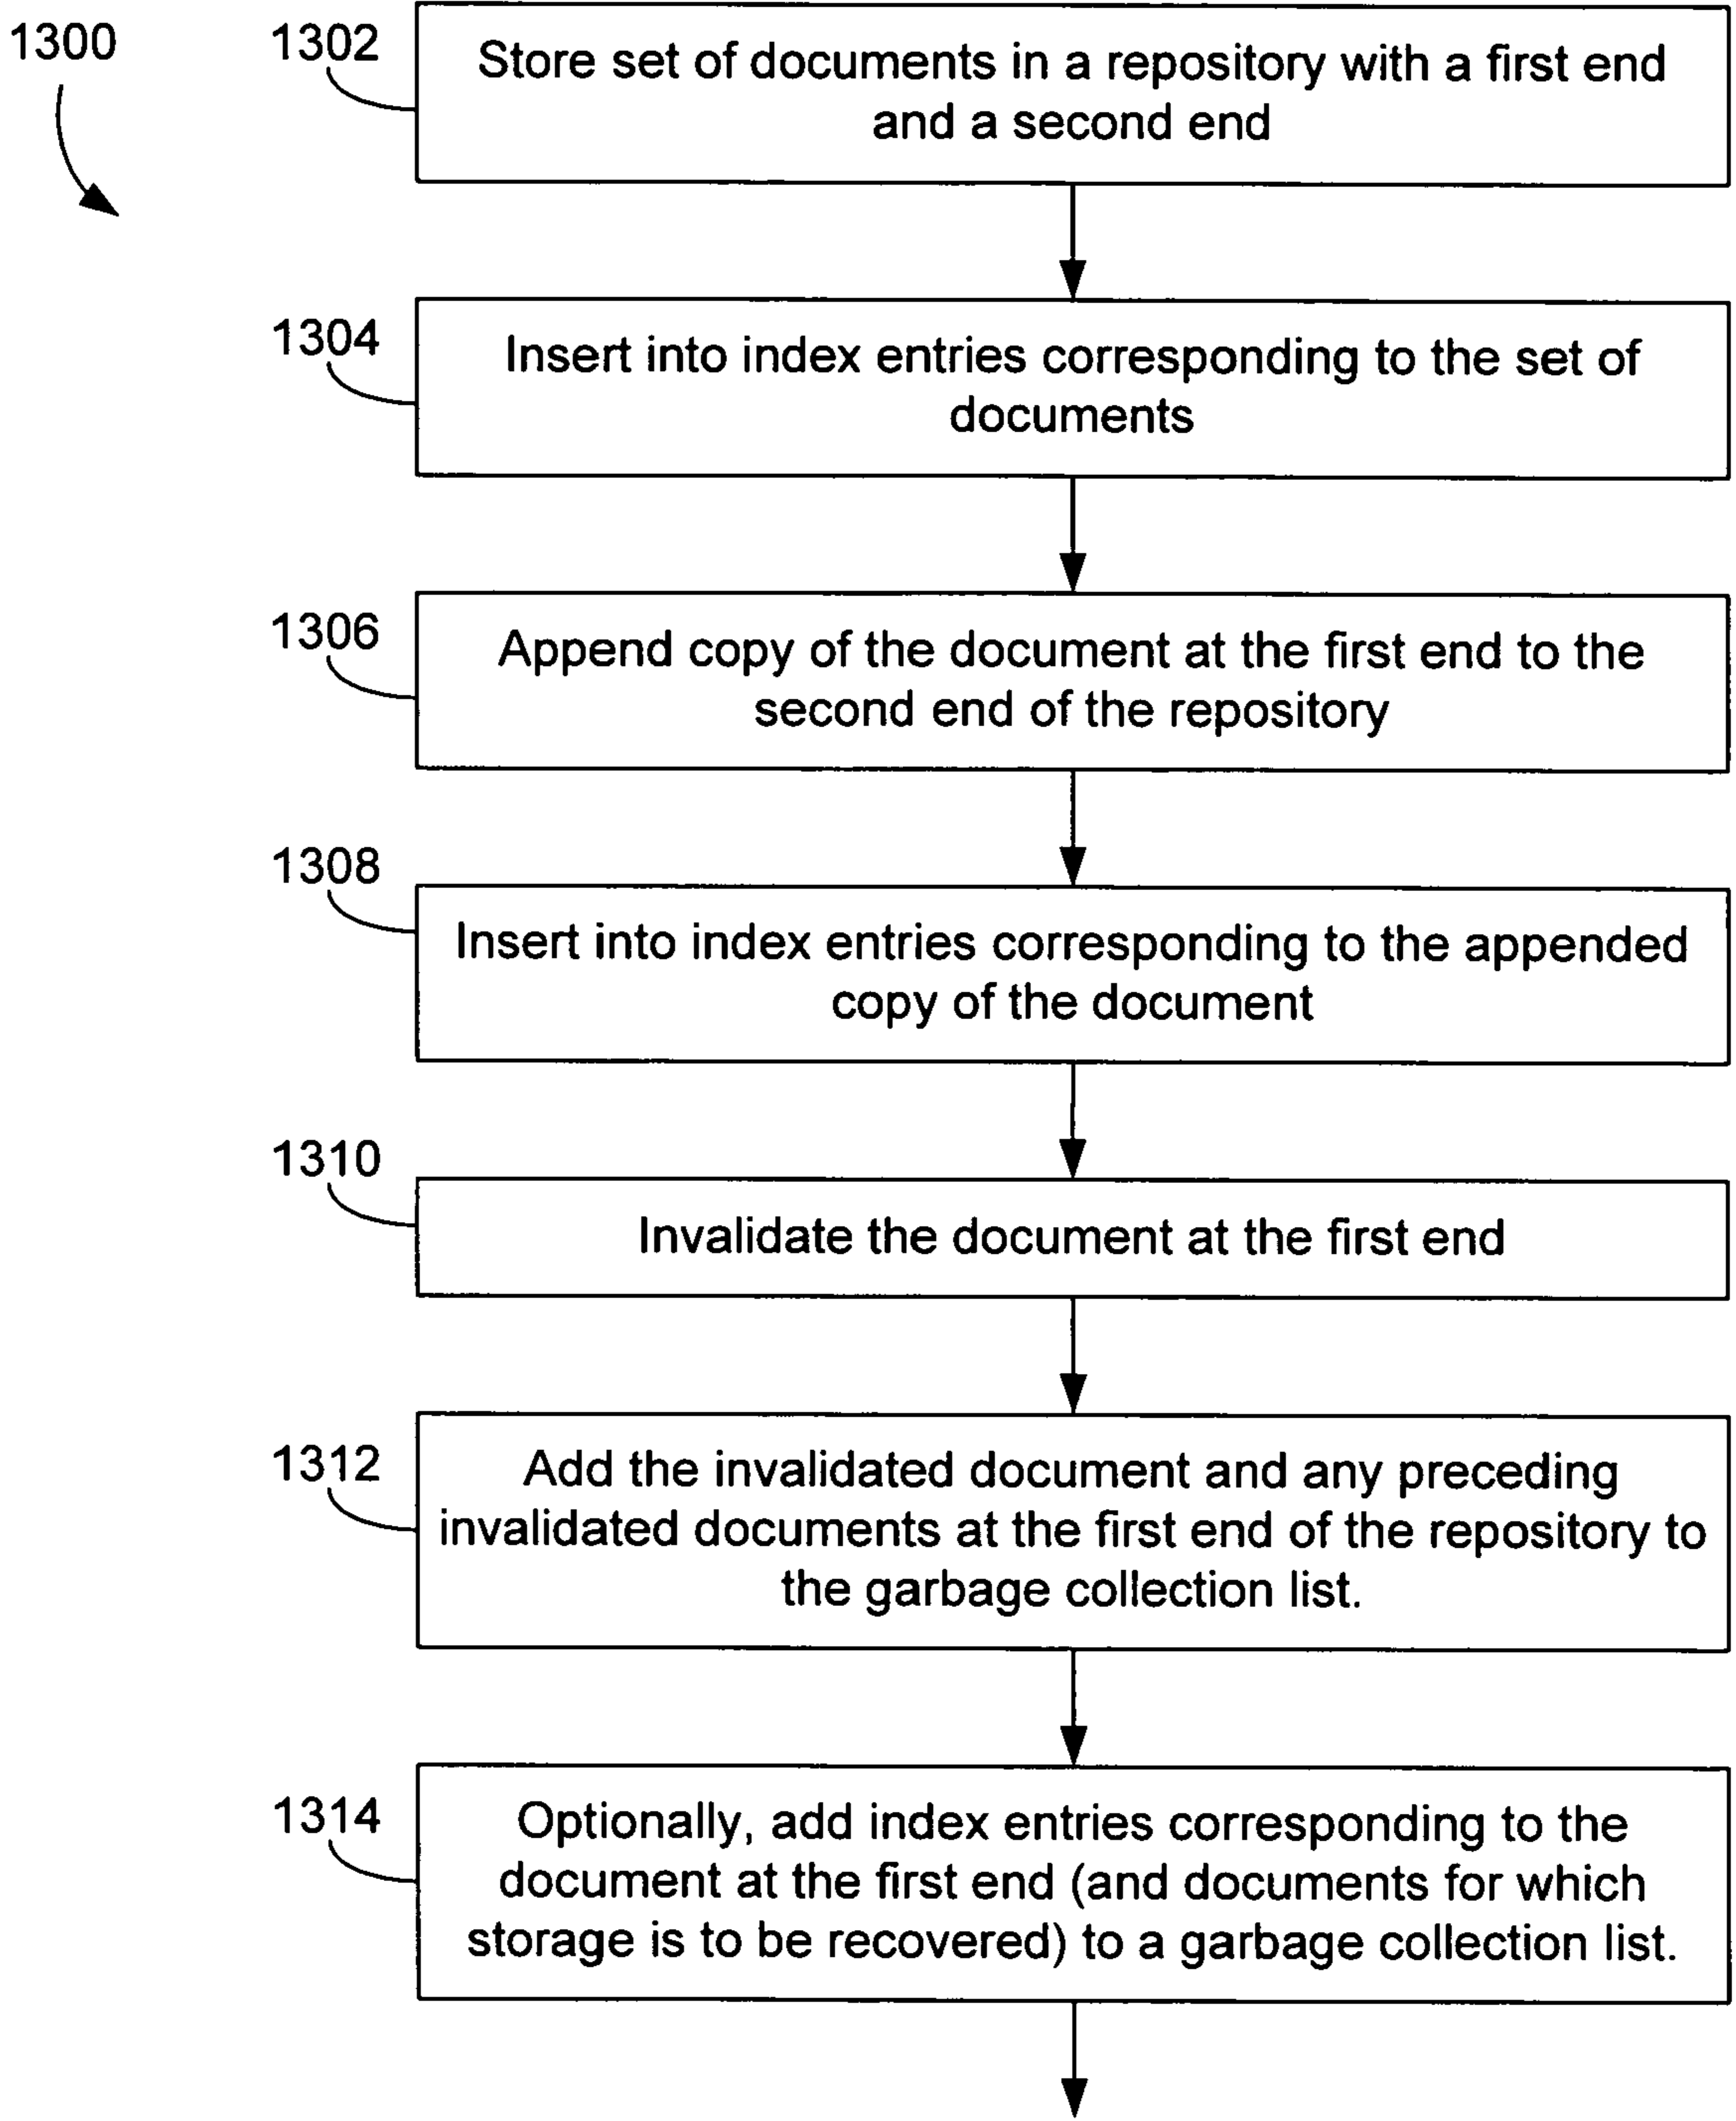 1300
1302
Store set of documents in a repository with a first end
and a second end
1304
Insert into index entries corresponding to the set of
documents
1306
Append copy of the document at the first end to the
second end of the repository
1308
Insert into index entries corresponding to the appended
copy of the document
1310
Invalidate the document at the first end
1312
Add the invalidated document and any preceding
invalidated documents at the first end of the repository to
the garbage collection list.
1314
Optionally, add index entries corresponding to the
document at the first end (and documents for which
storage is to be recovered) to a garbage collection list.